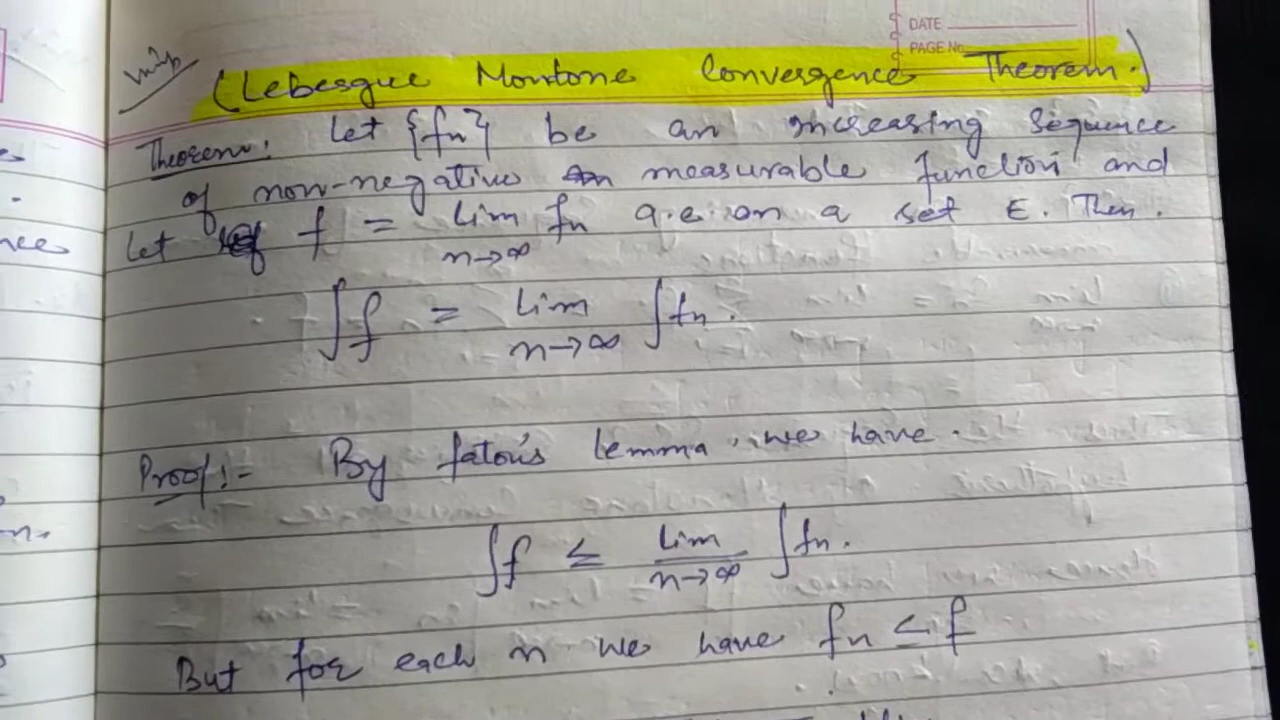 DATE
PAGE No.
(Lebesgue Montone Convergence Theorem.)
Theorem: Let {fn} be an increasing sequence
of non-negative measurable function and
Let f = lim n→∞ fn a.e. on a set E. Then.
∫f = lim n→∞ ∫fn.
Proof:- By fatou's lemma, we have.
∫f ≤ lim n→∞ ∫fn.
But for each n we have fn ≤ f